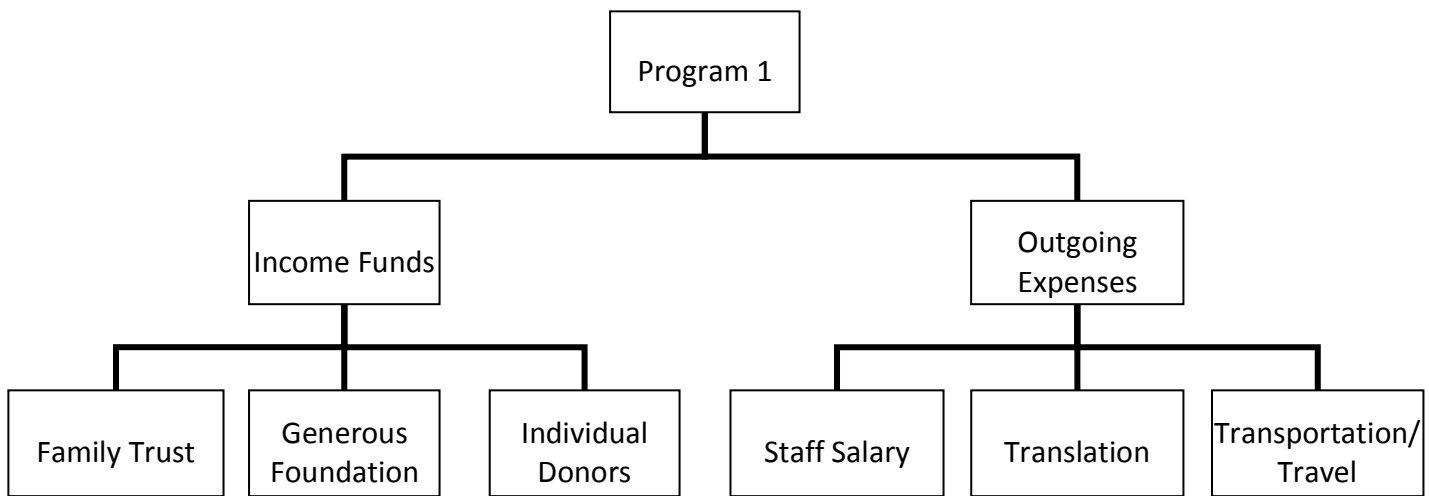 Program 1
Income Funds
Outgoing
Expenses
Family Trust
Generous
Foundation
Individual
Donors
Staff Salary
Translation
Transportation/
Travel